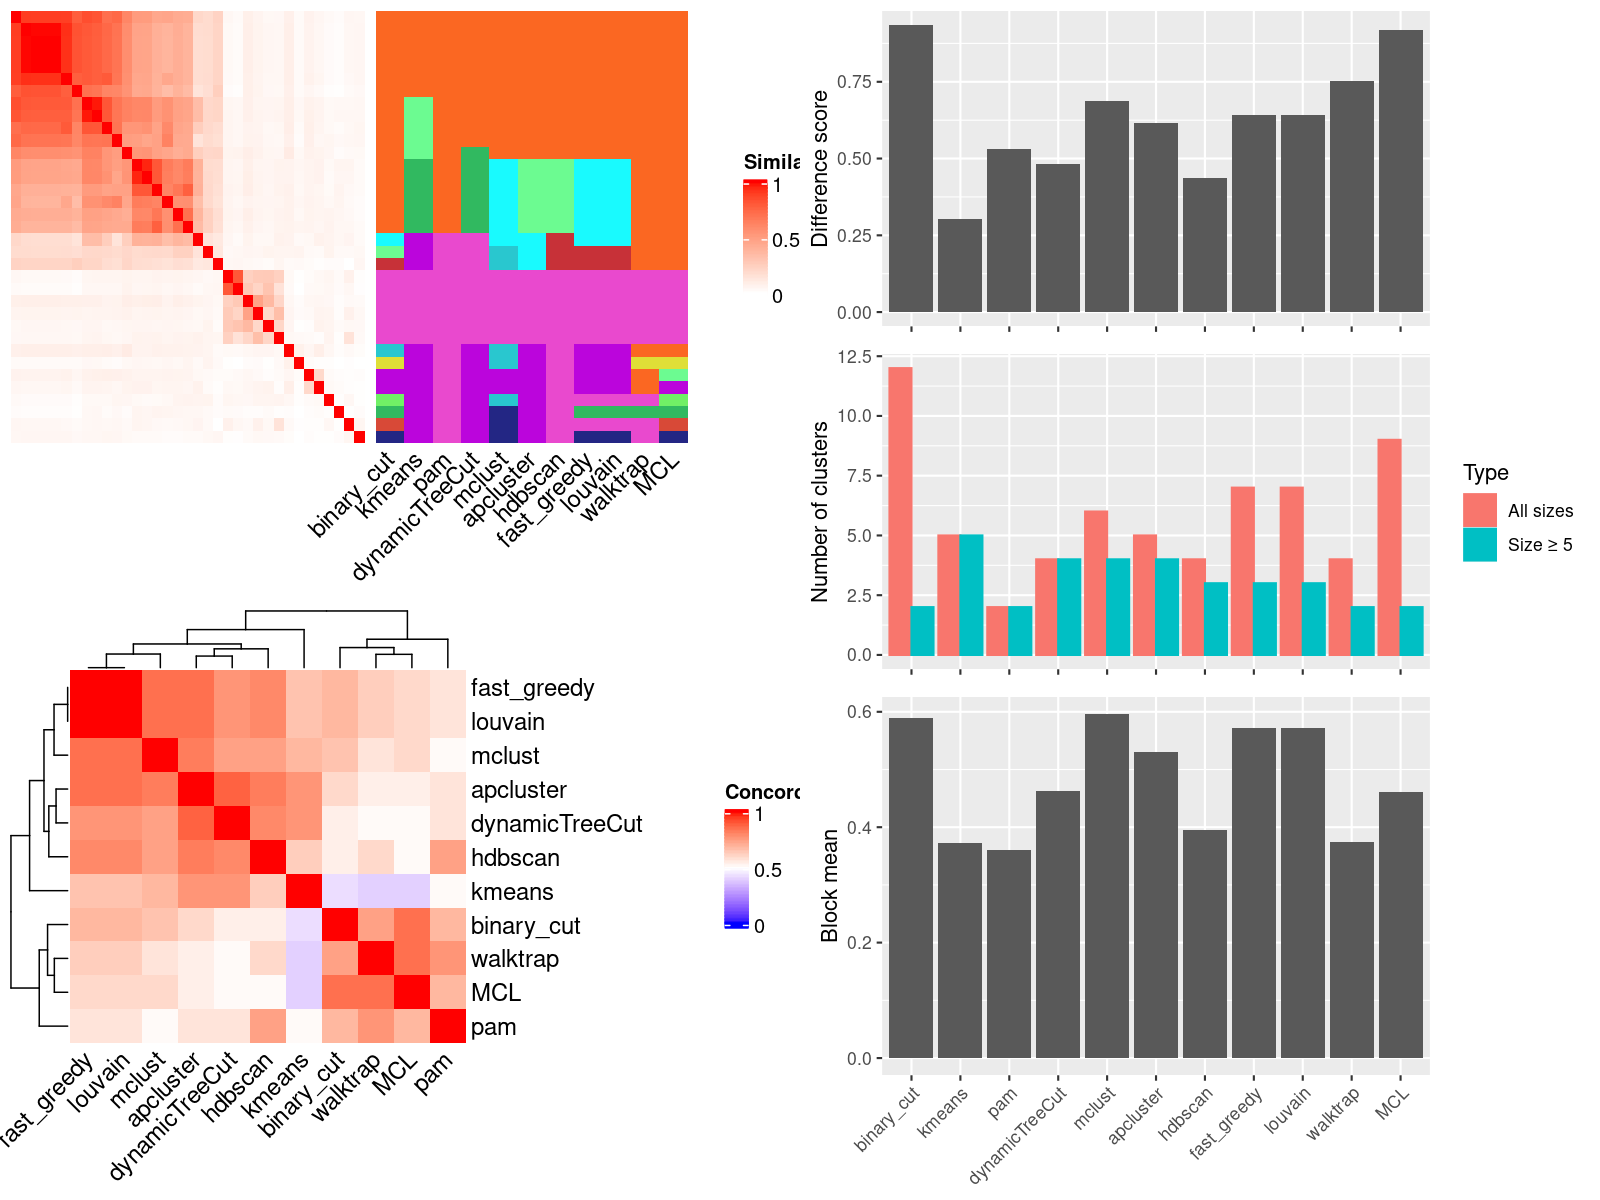 Simila
1
0.5
0
binary_cut
kmeans
pam
dynamicTreeCut
mclust
apcluster
hdbscan
fast_greedy
louvain
walktrap
MCL
fast_greedy
louvain
mclust
apcluster
dynamicTreeCut
hdbscan
kmeans
binary_cut
walktrap
MCL
pam
Concord
1
0.5
0
fast_greedy
louvain
mclust
apcluster
dynamicTreeCut
hdbscan
kmeans
binary_cut
walktrap
MCL
pam
Difference score
0.75
0.50
0.25
0.00
Number of clusters
12.5
10.0
7.5
5.0
2.5
0.0
Type
All sizes
Size ≥ 5
Block mean
0.6
0.4
0.2
0.0
binary_cut
kmeans
pam
dynamicTreeCut
mclust
apcluster
hdbscan
fast_greedy
louvain
walktrap
MCL